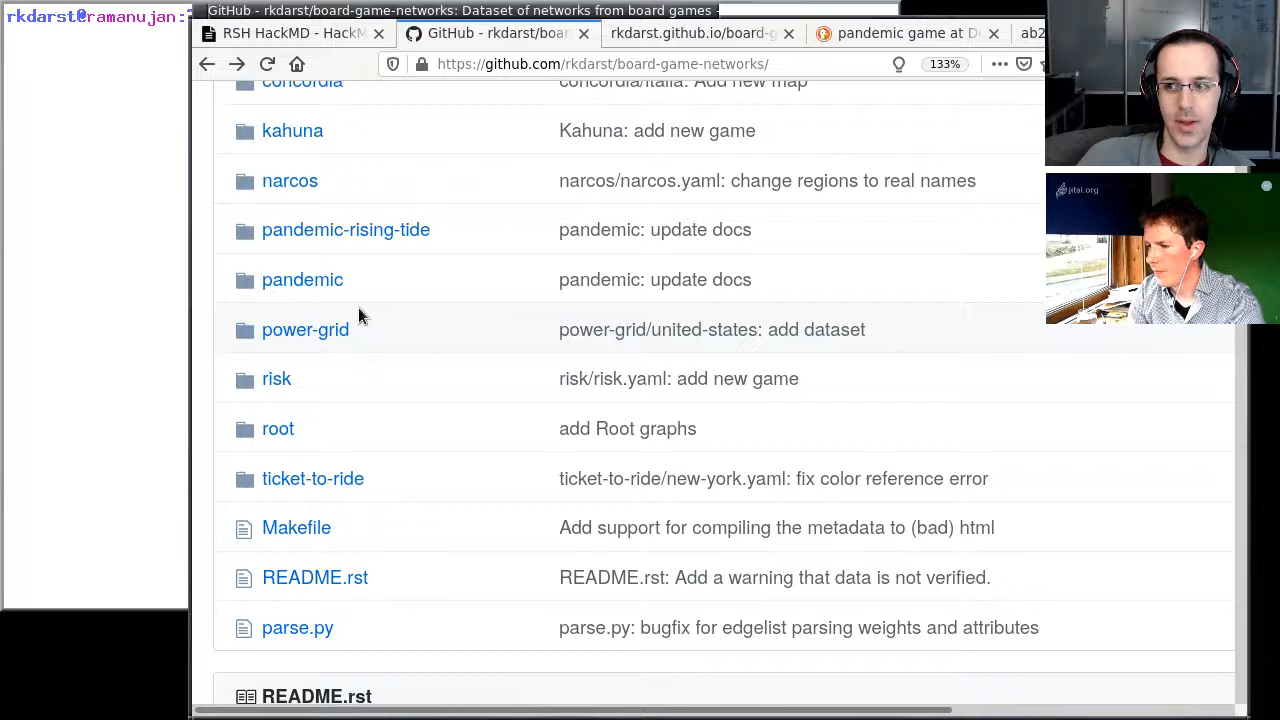 rkdarst@ramanujan:
GitHub - rkdarst/board-game-networks: Dataset of networks from board games -
RSH HackMD - HackM
GitHub - rkdarst/boar
rkdarst.github.io/board-g
pandemic game at D
ab2
https://github.com/rkdarst/board-game-networks/
133%
concordia concordia/italia: Add new map
kahuna Kahuna: add new game
narcos narcos/narcos.yaml: change regions to real names
pandemic-rising-tide pandemic: update docs
pandemic pandemic: update docs
power-grid power-grid/united-states: add dataset
risk risk/risk.yaml: add new game
root add Root graphs
ticket-to-ride ticket-to-ride/new-york.yaml: fix color reference error
Makefile Add support for compiling the metadata to (bad) html
README.rst README.rst: Add a warning that data is not verified.
parse.py parse.py: bugfix for edgelist parsing weights and attributes
README.rst
jitsi.org